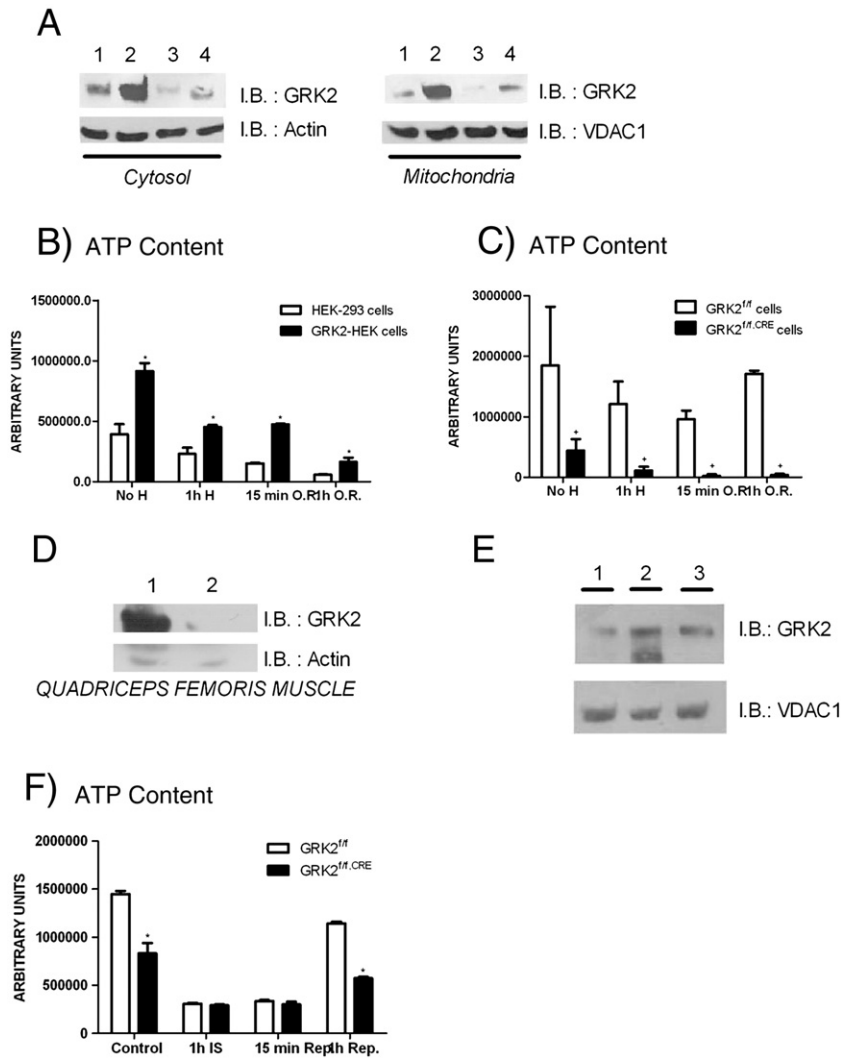 A
1 2 3 4
I.B. : GRK2
I.B. : Actin
Cytosol
1 2 3 4
I.B. : GRK2
I.B. : VDAC1
Mitochondria
B) ATP Content
1500000.0
1000000.0
500000.0
0.0
ARBITRARY UNITS
HEK-293 cells
GRK2-HEK cells
* * * *
No H 1h H 15 min O.R. 1h O.R.
C) ATP Content
3000000
2000000
1000000
0
ARBITRARY UNITS
GRK2f/f cells
GRK2f/f,CRE cells
+ + + +
No H 1h H 15 min O.R. 1h O.R.
D
1 2
I.B. : GRK2
I.B. : Actin
QUADRICEPS FEMORIS MUSCLE
E
1 2 3
I.B.: GRK2
I.B.: VDAC1
F) ATP Content
2000000
1500000
1000000
500000
0
ARBITRARY UNITS
GRK2f/f
GRK2f/f,CRE
* *
Control 1h IS 15 min Rep. 1h Rep.